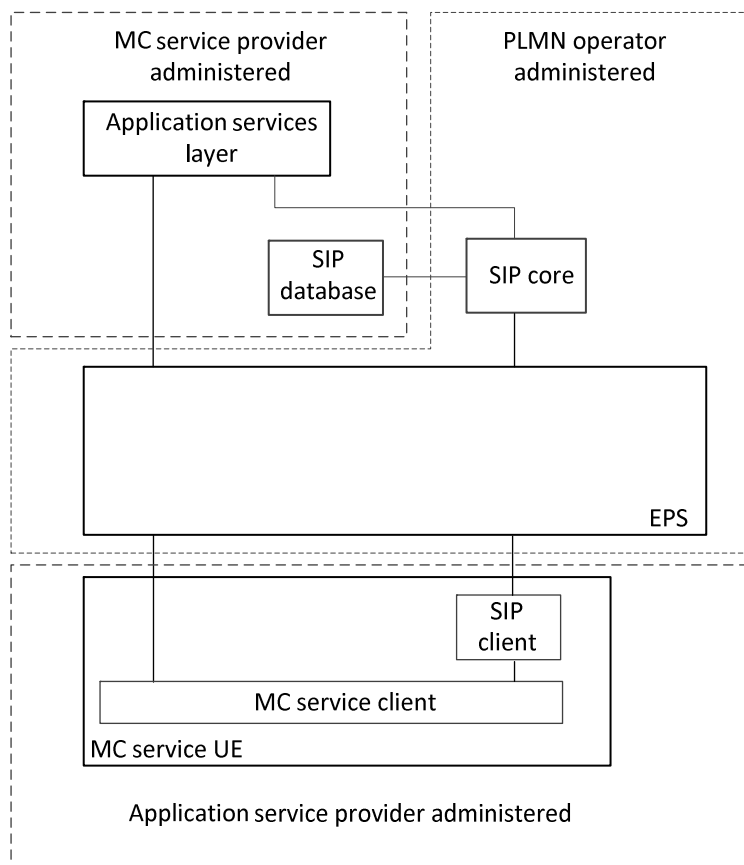 MC service provider
administered
PLMN operator
administered
Application services
layer
SIP
database
SIP core
EPS
SIP
client
MC service client
MC service UE
Application service provider administered